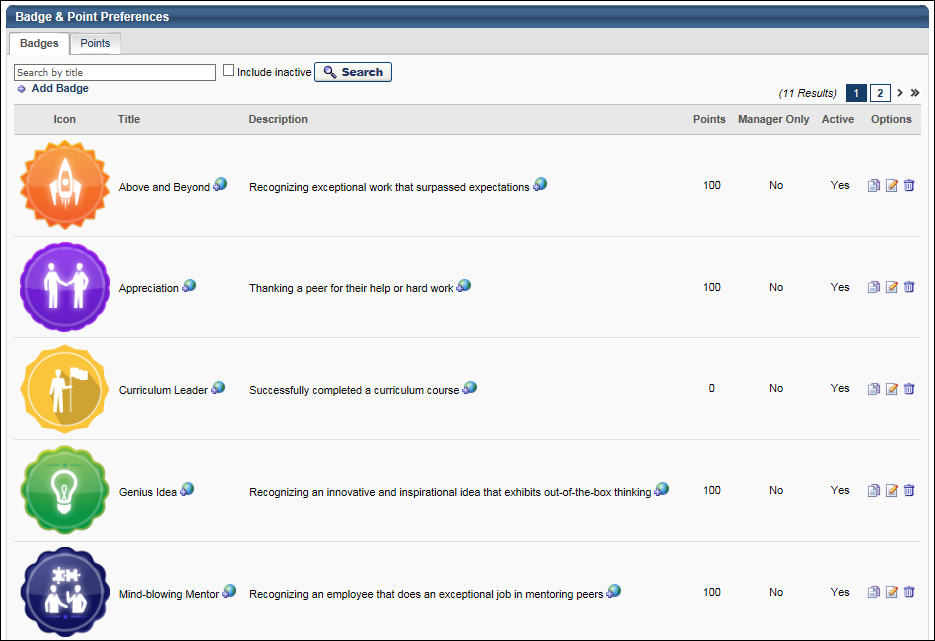 Badge & Point Preferences
Badges Points
Search by title Include inactive Search
Add Badge
(11 Results) 1 2 > »
Icon Title Description Points Manager Only Active Options
Above and Beyond Recognizing exceptional work that surpassed expectations 100 No Yes
Appreciation Thanking a peer for their help or hard work 100 No Yes
Curriculum Leader Successfully completed a curriculum course 0 No Yes
Genius Idea Recognizing an innovative and inspirational idea that exhibits out-of-the-box thinking 100 No Yes
Mind-blowing Mentor Recognizing an employee that does an exceptional job in mentoring peers 100 No Yes